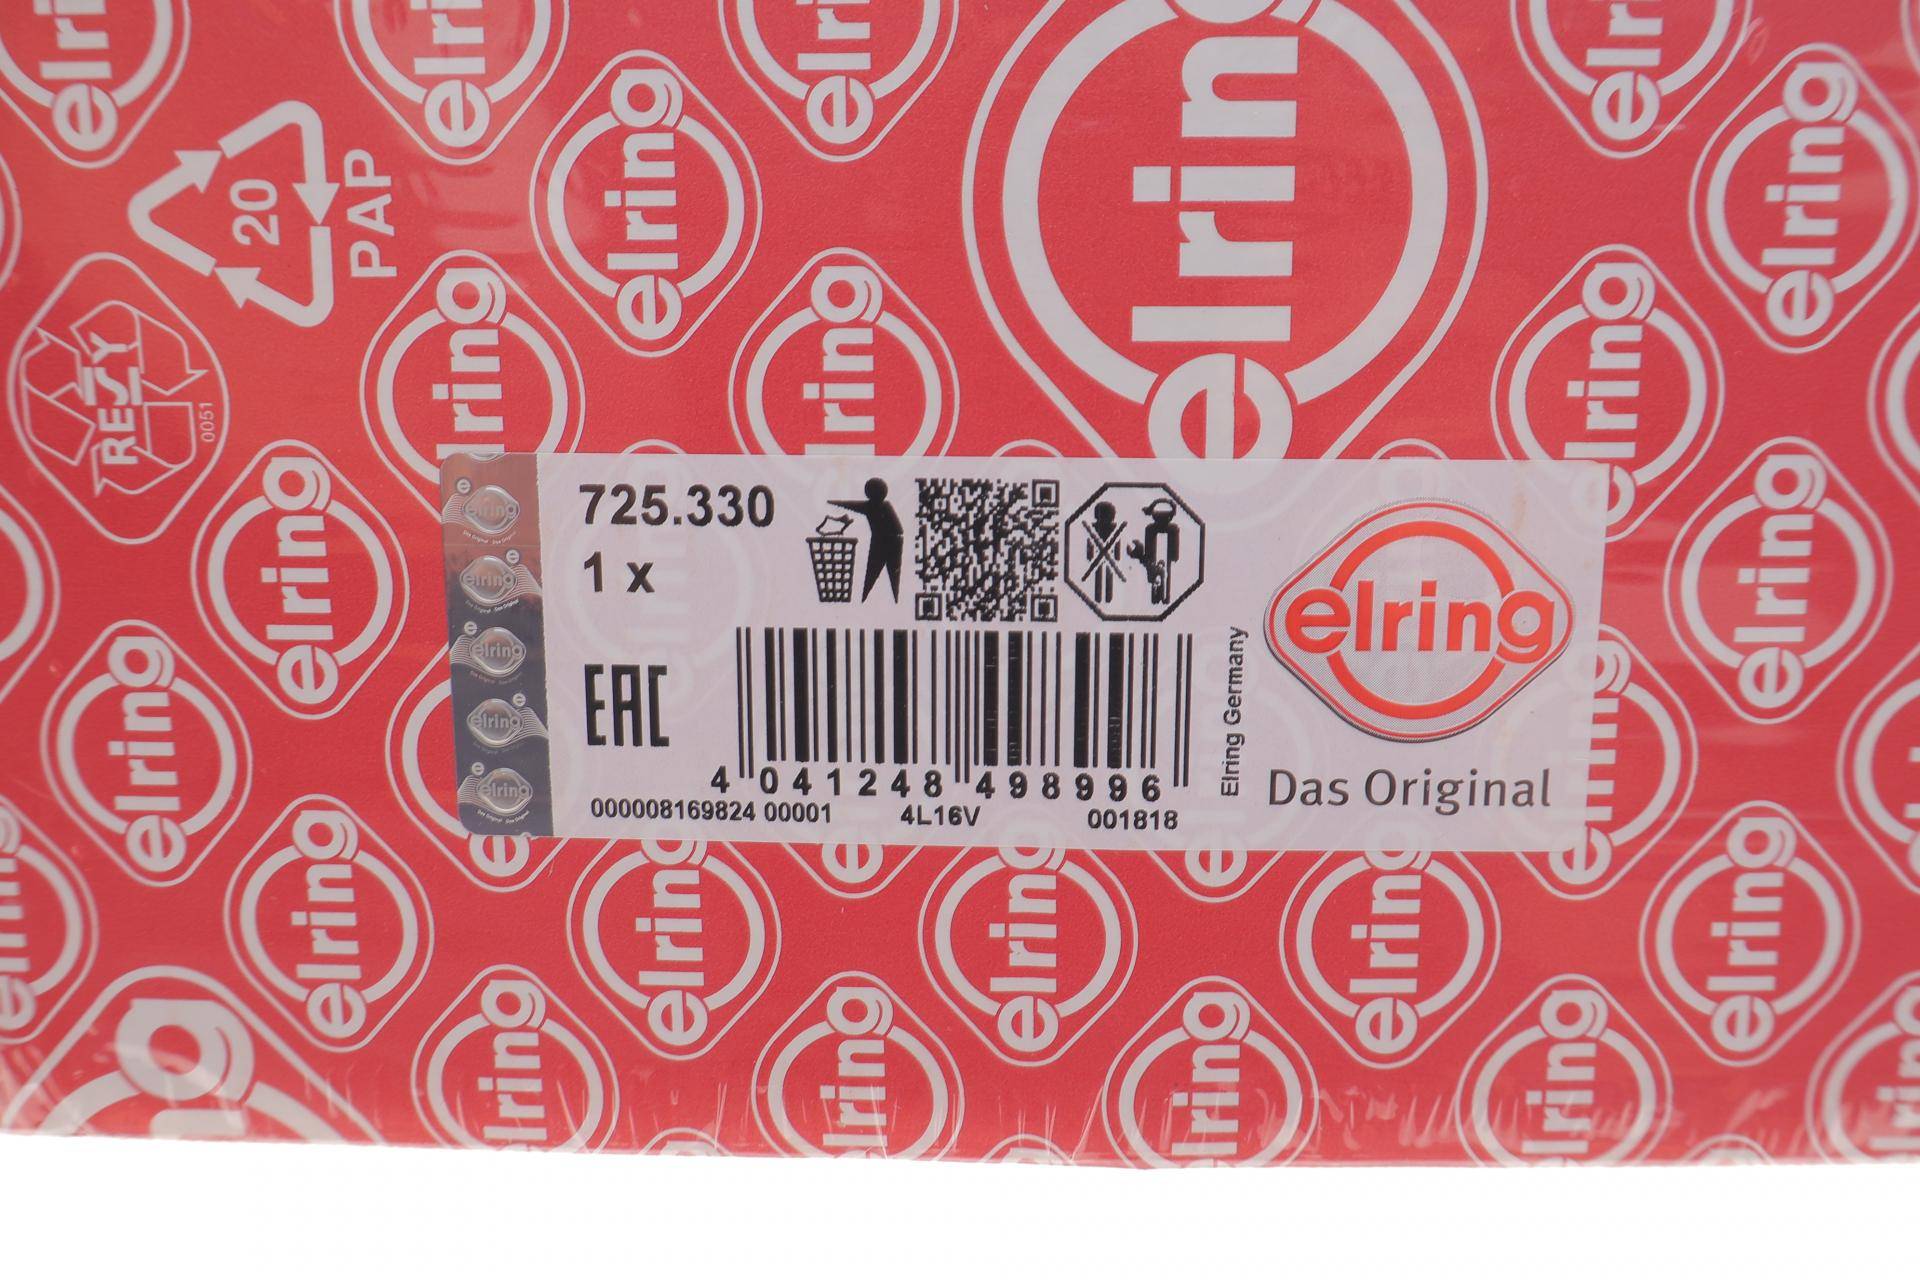 20
PAP
RESY
0051
elring
725.330
1 x
EAC
4 041248 498996
000008169824 00001 4L16V 001818
Elring Germany
elring
Das Original